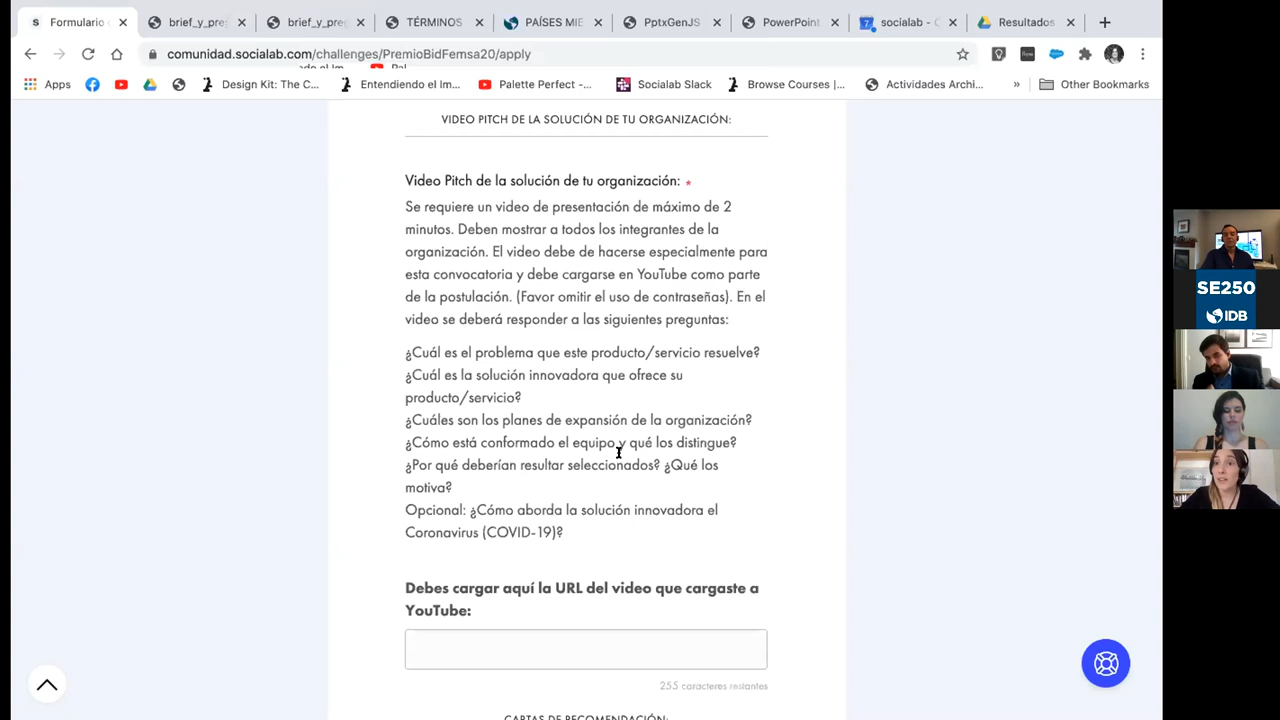 Formulario d
brief_y_pre
brief_y_pre
TÉRMINOS
PAÍSES MIE
PptxGenJS
PowerPoint
socialab - C
Resultados
comunidad.socialab.com/challenges/PremioBidFemsa20/apply
Apps
Design Kit: The C...
Entendiendo el Im...
Palette Perfect -...
Socialab Slack
Browse Courses |...
Actividades Archi...
»
Other Bookmarks
VIDEO PITCH DE LA SOLUCIÓN DE TU ORGANIZACIÓN:
Video Pitch de la solución de tu organización: *
Se requiere un video de presentación de máximo de 2
minutos. Deben mostrar a todos los integrantes de la
organización. El video debe de hacerse especialmente para
esta convocatoria y debe cargarse en YouTube como parte
de la postulación. (Favor omitir el uso de contraseñas). En el
video se deberá responder a las siguientes preguntas:
¿Cuál es el problema que este producto/servicio resuelve?
¿Cuál es la solución innovadora que ofrece su
producto/servicio?
¿Cuáles son los planes de expansión de la organización?
¿Cómo está conformado el equipo y qué los distingue?
¿Por qué deberían resultar seleccionados? ¿Qué los
motiva?
Opcional: ¿Cómo aborda la solución innovadora el
Coronavirus (COVID-19)?
Debes cargar aquí la URL del video que cargaste a
YouTube:
255 caracteres restantes
CARTAS DE RECOMENDACIÓN:
SE250
IDB